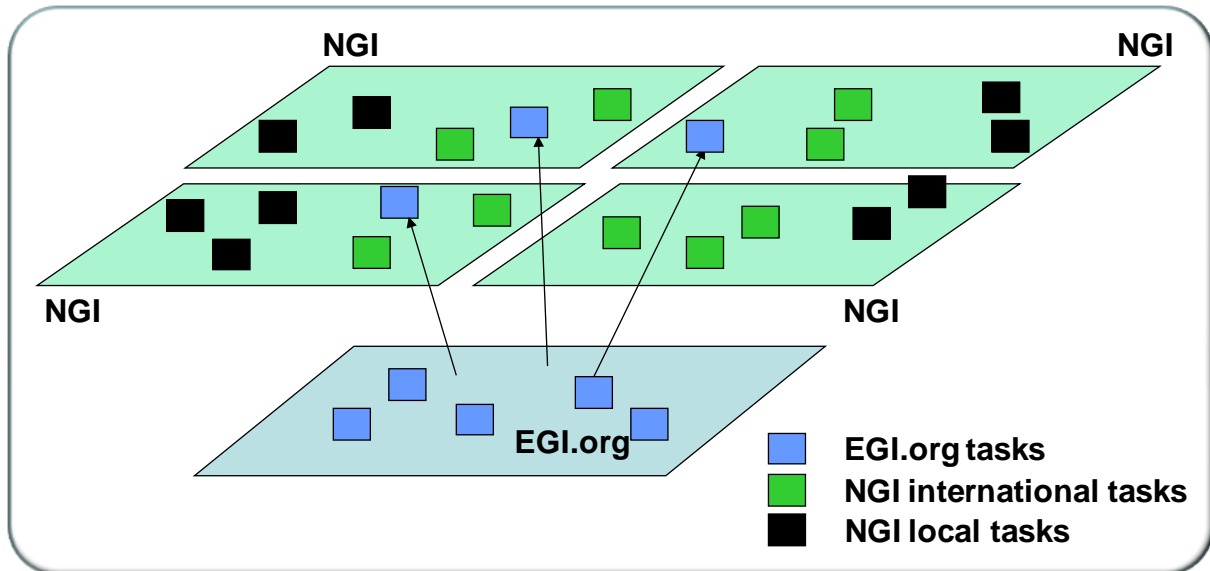 NGI
NGI
NGI
NGI
EGI.org
EGI.org tasks
NGI international tasks
NGI local tasks